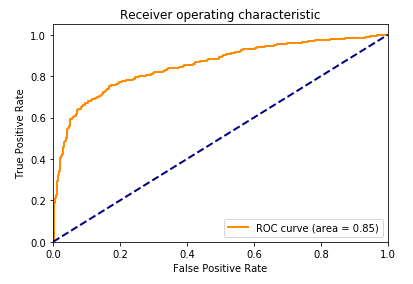 Receiver operating characteristic
True Positive Rate
1.0
0.8
0.6
0.4
0.2
0.0
ROC curve (area = 0.85)
0.0 0.2 0.4 0.6 0.8 1.0
False Positive Rate